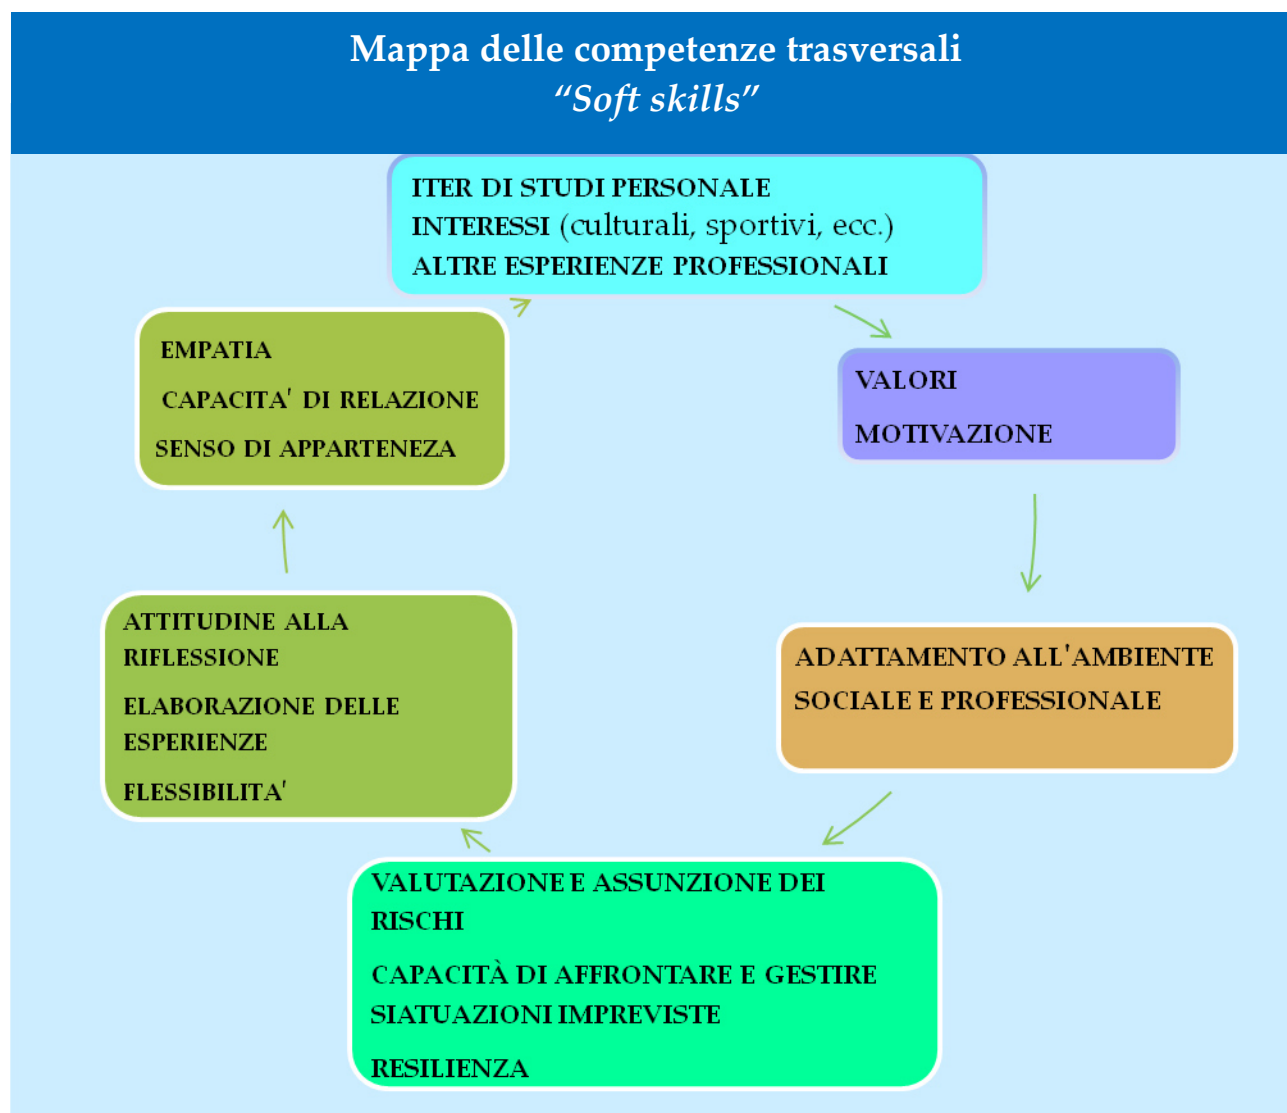 Mappa delle competenze trasversali
“Soft skills”
ITER DI STUDI PERSONALE
INTERESSI (culturali, sportivi, ecc.)
ALTRE ESPERIENZE PROFESSIONALI
VALORI
MOTIVAZIONE
ADATTAMENTO ALL'AMBIENTE
SOCIALE E PROFESSIONALE
VALUTAZIONE E ASSUNZIONE DEI
RISCHI
CAPACITÀ DI AFFRONTARE E GESTIRE
SIATUAZIONI IMPREVISTE
RESILIENZA
ATTITUDINE ALLA
RIFLESSIONE
ELABORAZIONE DELLE
ESPERIENZE
FLESSIBILITA'
EMPATIA
CAPACITA' DI RELAZIONE
SENSO DI APPARTENEZA